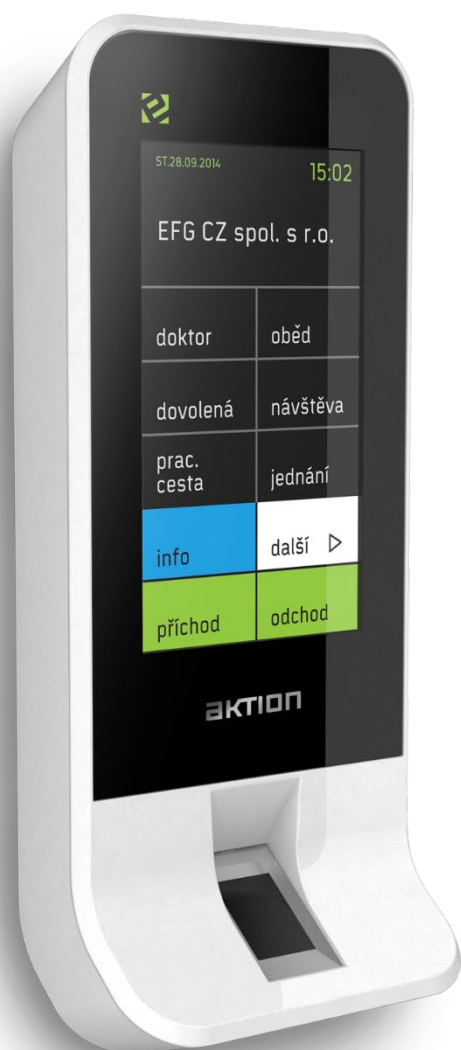 ST.28.09.2014 15:02
EFG CZ spol. s r.o.
doktor oběd
dovolená návštěva
prac.
cesta
jednání
info další
příchod odchod
aktion